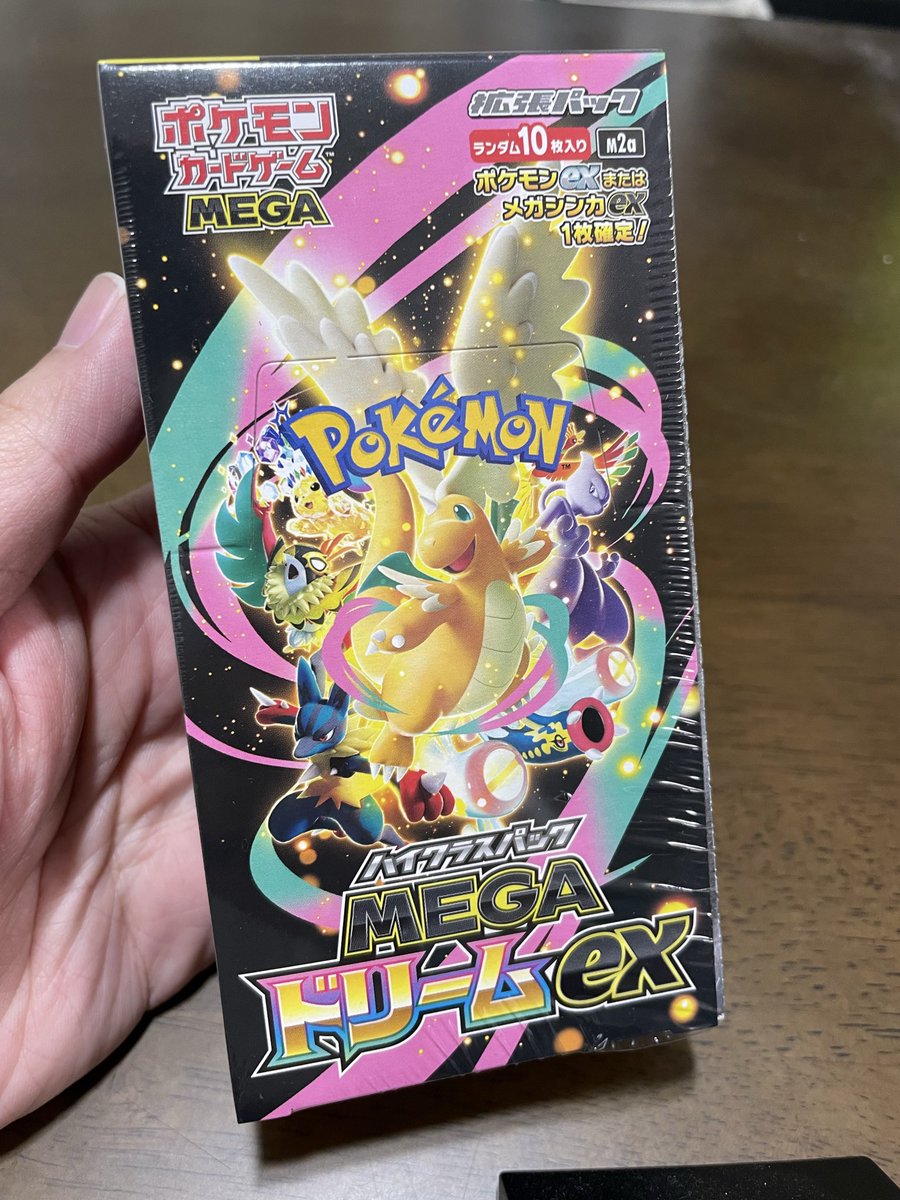 ポケモン
カードゲーム™
MEGA
拡張パック
ランダム10枚入り M2a
ポケモンexまたは
メガシンカex
1枚確定!
POKéMON™
ハイクラスパック
MEGA
ドリームex